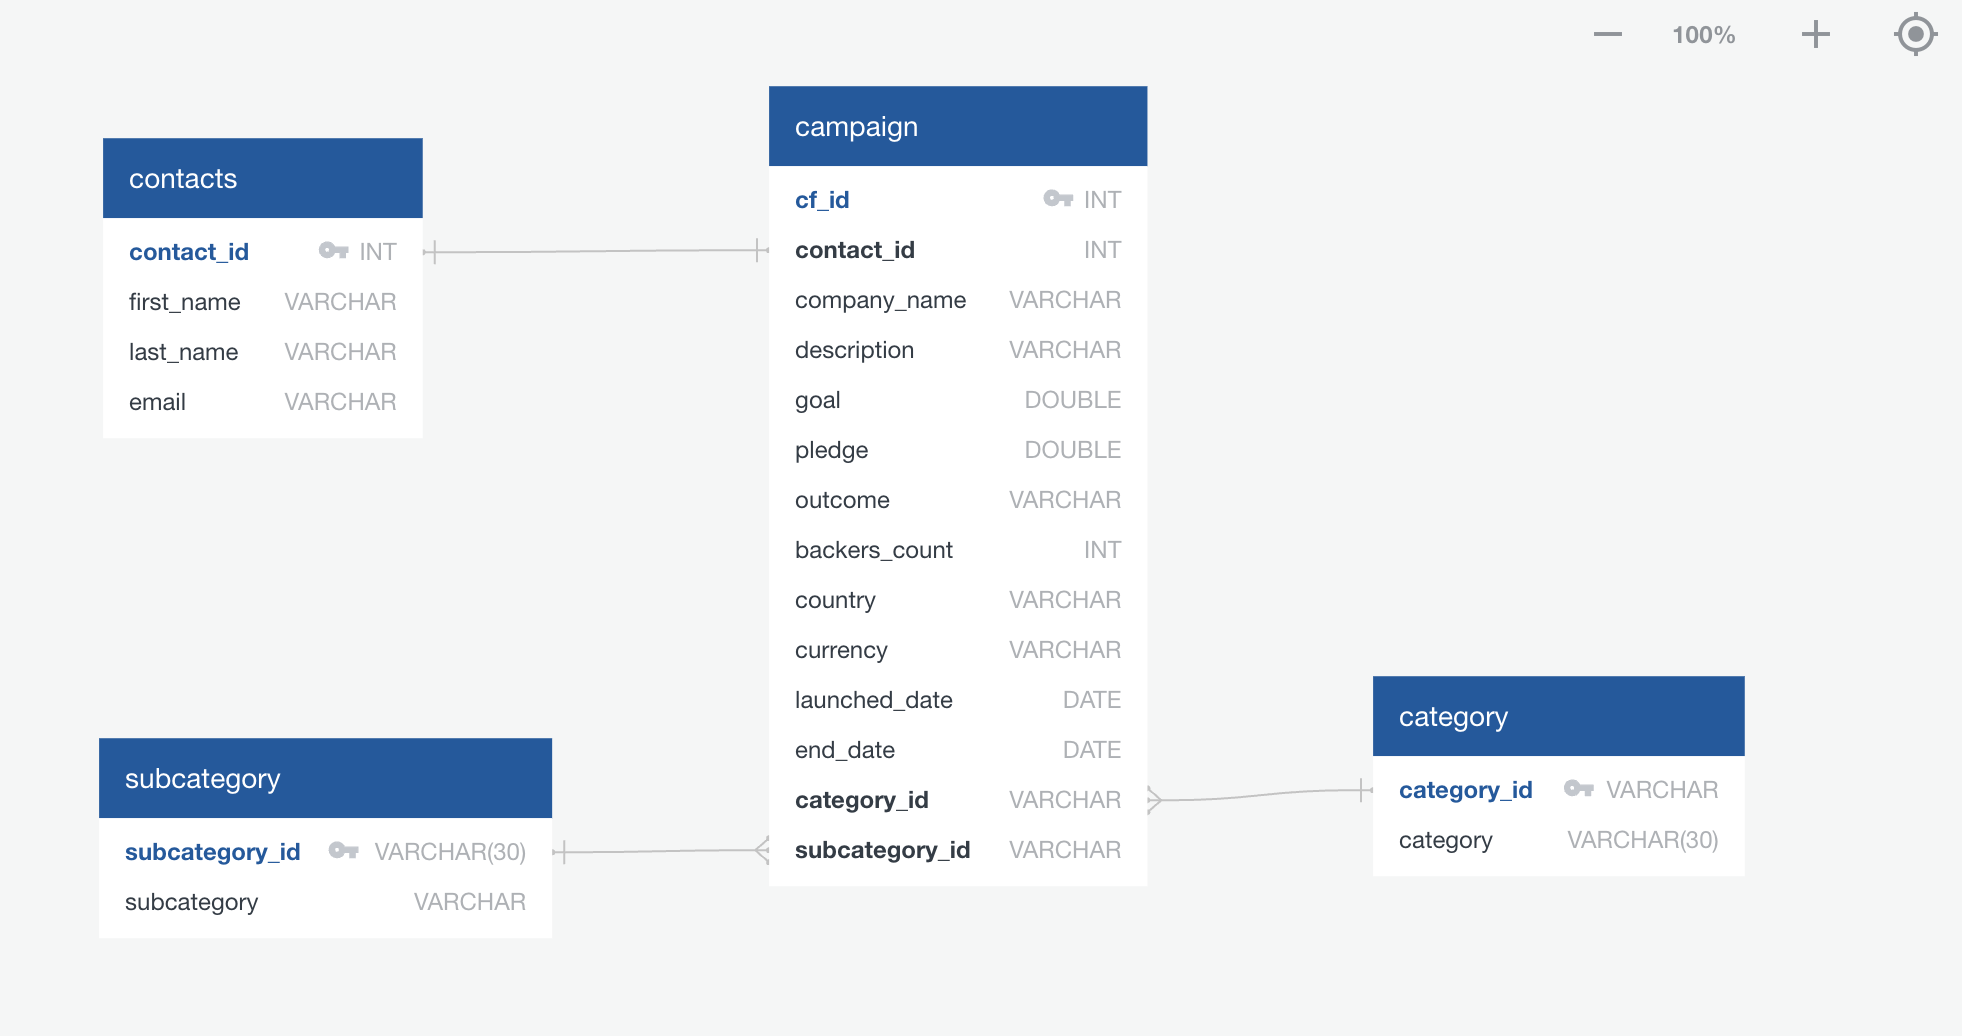 100%
contacts
contact_id INT
first_name VARCHAR
last_name VARCHAR
email VARCHAR
campaign
cf_id INT
contact_id INT
company_name VARCHAR
description VARCHAR
goal DOUBLE
pledge DOUBLE
outcome VARCHAR
backers_count INT
country VARCHAR
currency VARCHAR
launched_date DATE
end_date DATE
category_id VARCHAR
subcategory_id VARCHAR
subcategory
subcategory_id VARCHAR(30)
subcategory VARCHAR
category
category_id VARCHAR
category VARCHAR(30)